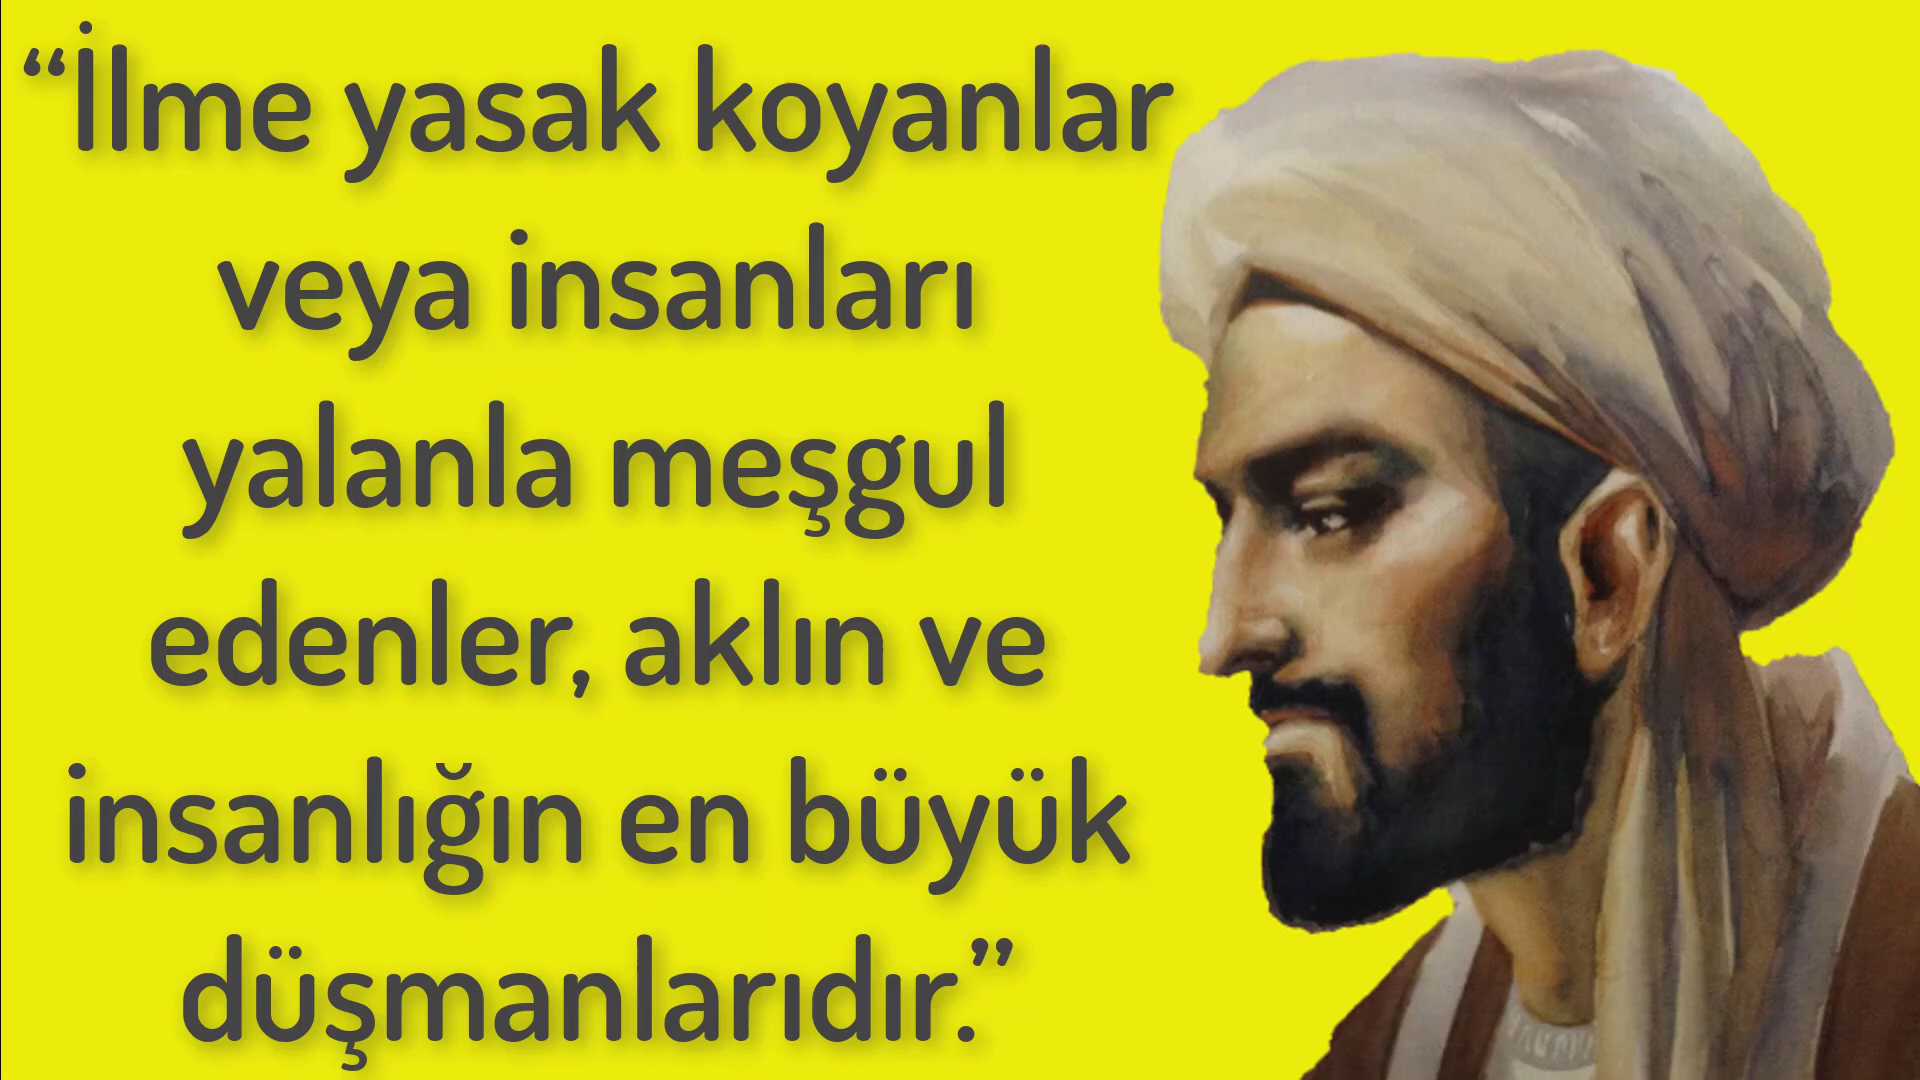 “İlme yasak koyanlar
veya insanları
yalanla meşgul
edenler, aklın ve
insanlığın en büyük
düşmanlarıdır.”